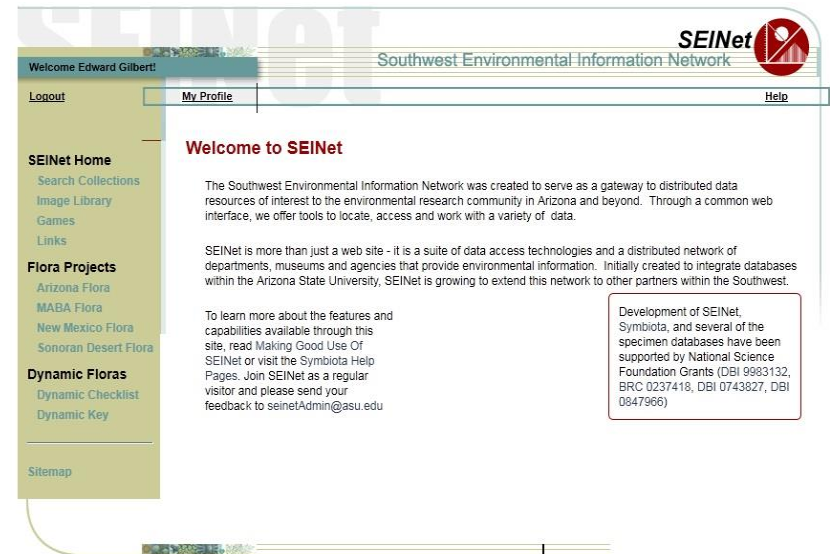 SEINet
SEINet
Southwest Environmental Information Network
Welcome Edward Gilbert!
Logout
My Profile
Help
SEINet Home
Search Collections
Image Library
Games
Links
Flora Projects
Arizona Flora
MABA Flora
New Mexico Flora
Sonoran Desert Flora
Dynamic Floras
Dynamic Checklist
Dynamic Key
Sitemap
Welcome to SEINet
The Southwest Environmental Information Network was created to serve as a gateway to distributed data
resources of interest to the environmental research community in Arizona and beyond. Through a common web
interface, we offer tools to locate, access and work with a variety of data.
SEINet is more than just a web site - it is a suite of data access technologies and a distributed network of
departments, museums and agencies that provide environmental information. Initially created to integrate databases
within the Arizona State University, SEINet is growing to extend this network to other partners within the Southwest.
To learn more about the features and
capabilities available through this
site, read Making Good Use Of
SEINet or visit the Symbiota Help
Pages. Join SEINet as a regular
visitor and please send your
feedback to seinetAdmin@asu.edu
Development of SEINet,
Symbiota, and several of the
specimen databases have been
supported by National Science
Foundation Grants (DBI 9983132,
BRC 0237418, DBI 0743827, DBI
0847966)